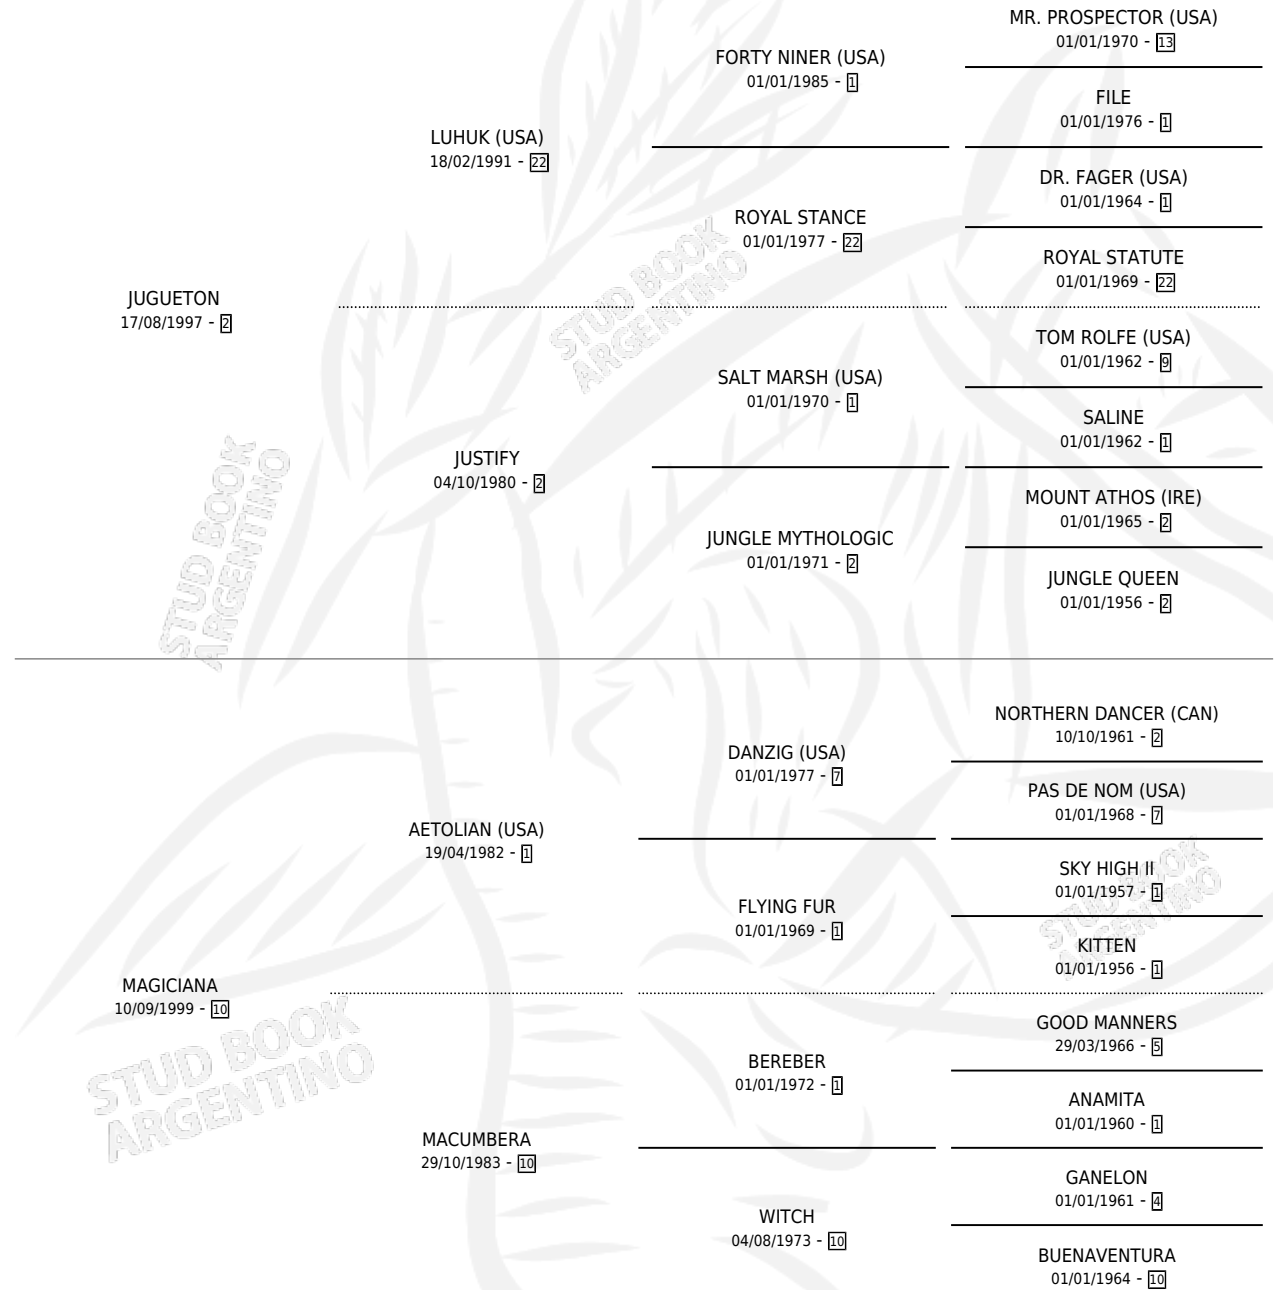 MR. PROSPECTOR (USA)
01/01/1970 - 13
FORTY NINER (USA)
01/01/1985 - 1
FILE
01/01/1976 - 1
LUHUK (USA)
18/02/1991 - 22
DR. FAGER (USA)
01/01/1964 - 1
ROYAL STANCE
01/01/1977 - 22
ROYAL STATUTE
01/01/1969 - 22
JUGUETON
17/08/1997 - 2
STUD BOOK
ARGENTINO
TOM ROLFE (USA)
01/01/1962 - 9
SALT MARSH (USA)
01/01/1970 - 1
SALINE
01/01/1962 - 1
JUSTIFY
04/10/1980 - 2
MOUNT ATHOS (IRE)
01/01/1965 - 2
JUNGLE MYTHOLOGIC
01/01/1971 - 2
JUNGLE QUEEN
01/01/1956 - 2
STUD BOOK
ARGENTINO
NORTHERN DANCER (CAN)
10/10/1961 - 2
DANZIG (USA)
01/01/1977 - 7
PAS DE NOM (USA)
01/01/1968 - 7
AETOLIAN (USA)
19/04/1982 - 1
SKY HIGH II
01/01/1957 - 1
FLYING FUR
01/01/1969 - 1
STUD BOOK
ARGENTINO
KITTEN
01/01/1956 - 1
MAGICIANA
10/09/1999 - 10
GOOD MANNERS
29/03/1966 - 5
STUD BOOK
ARGENTINO
BEREBER
01/01/1972 - 1
ANAMITA
01/01/1960 - 1
MACUMBERA
29/10/1983 - 10
GANELON
01/01/1961 - 4
WITCH
04/08/1973 - 10
BUENAVENTURA
01/01/1964 - 10